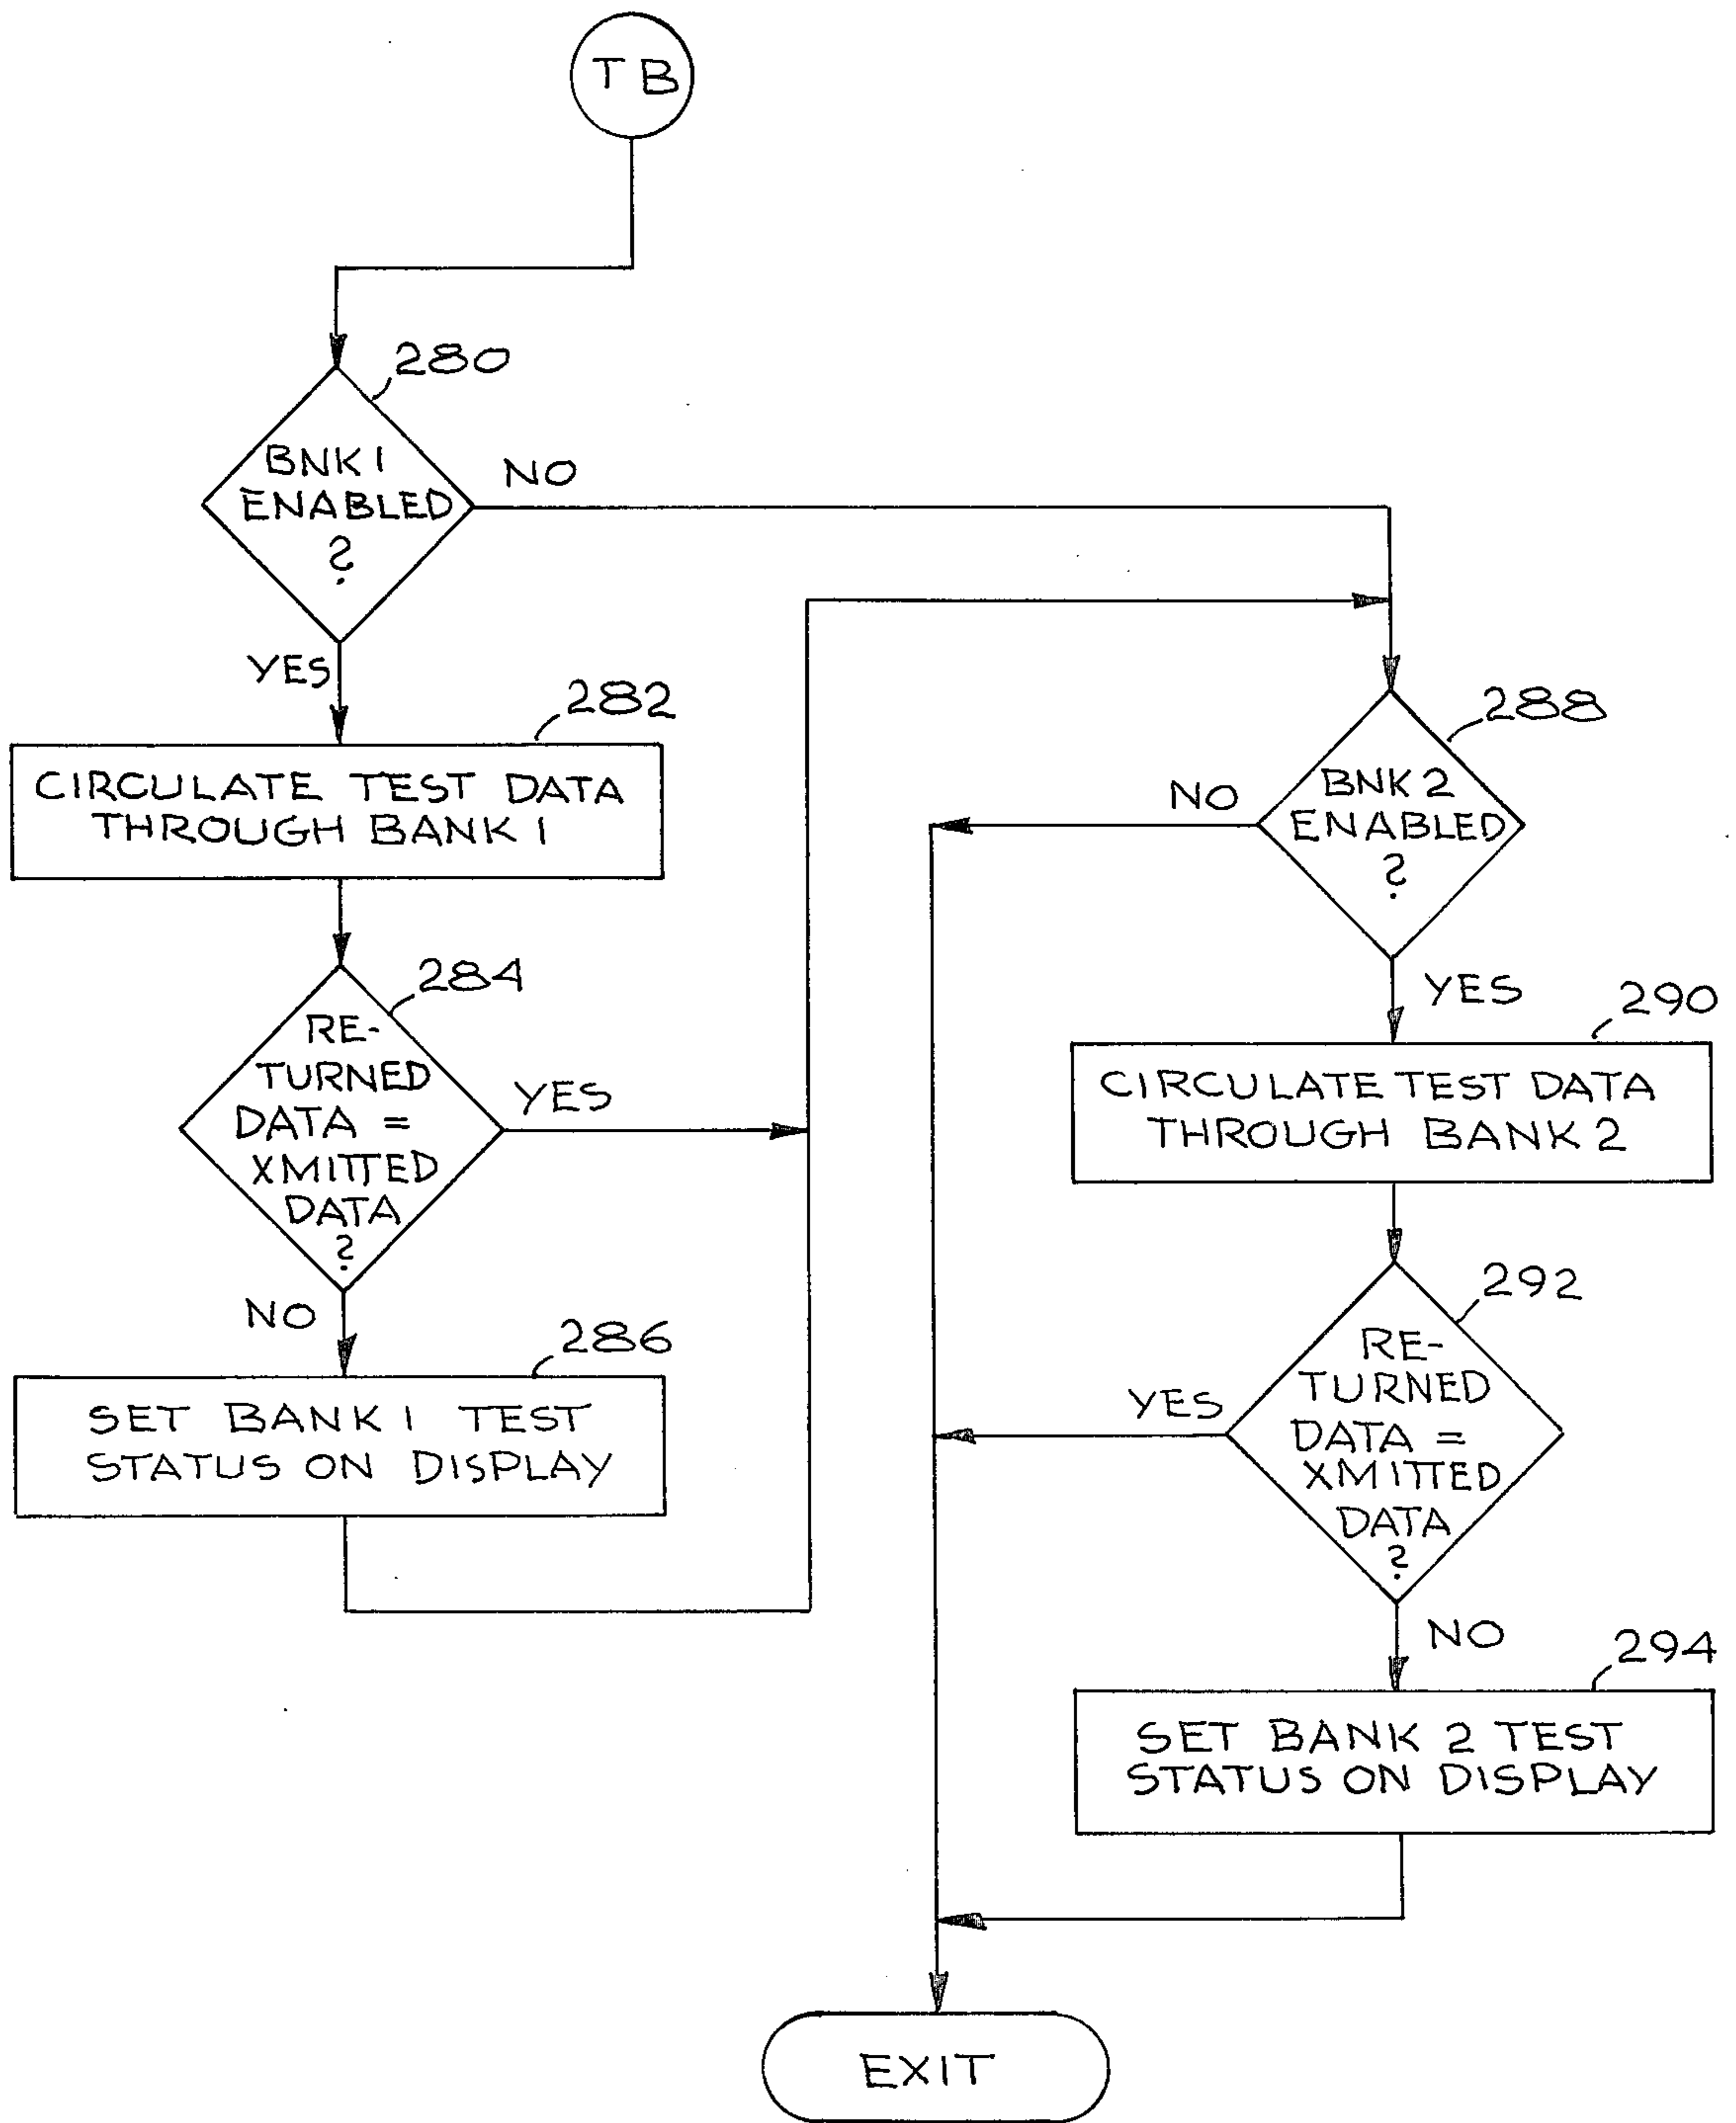 TB
280
BNK 1
ENABLED
?
NO
YES
282
CIRCULATE TEST DATA
THROUGH BANK 1
284
RE-
TURNED
DATA =
XMITTED
DATA
?
YES
NO
286
SET BANK 1 TEST
STATUS ON DISPLAY
288
BNK 2
ENABLED
?
NO
YES
290
CIRCULATE TEST DATA
THROUGH BANK 2
292
RE-
TURNED
DATA =
XMITTED
DATA
?
YES
NO
294
SET BANK 2 TEST
STATUS ON DISPLAY
EXIT